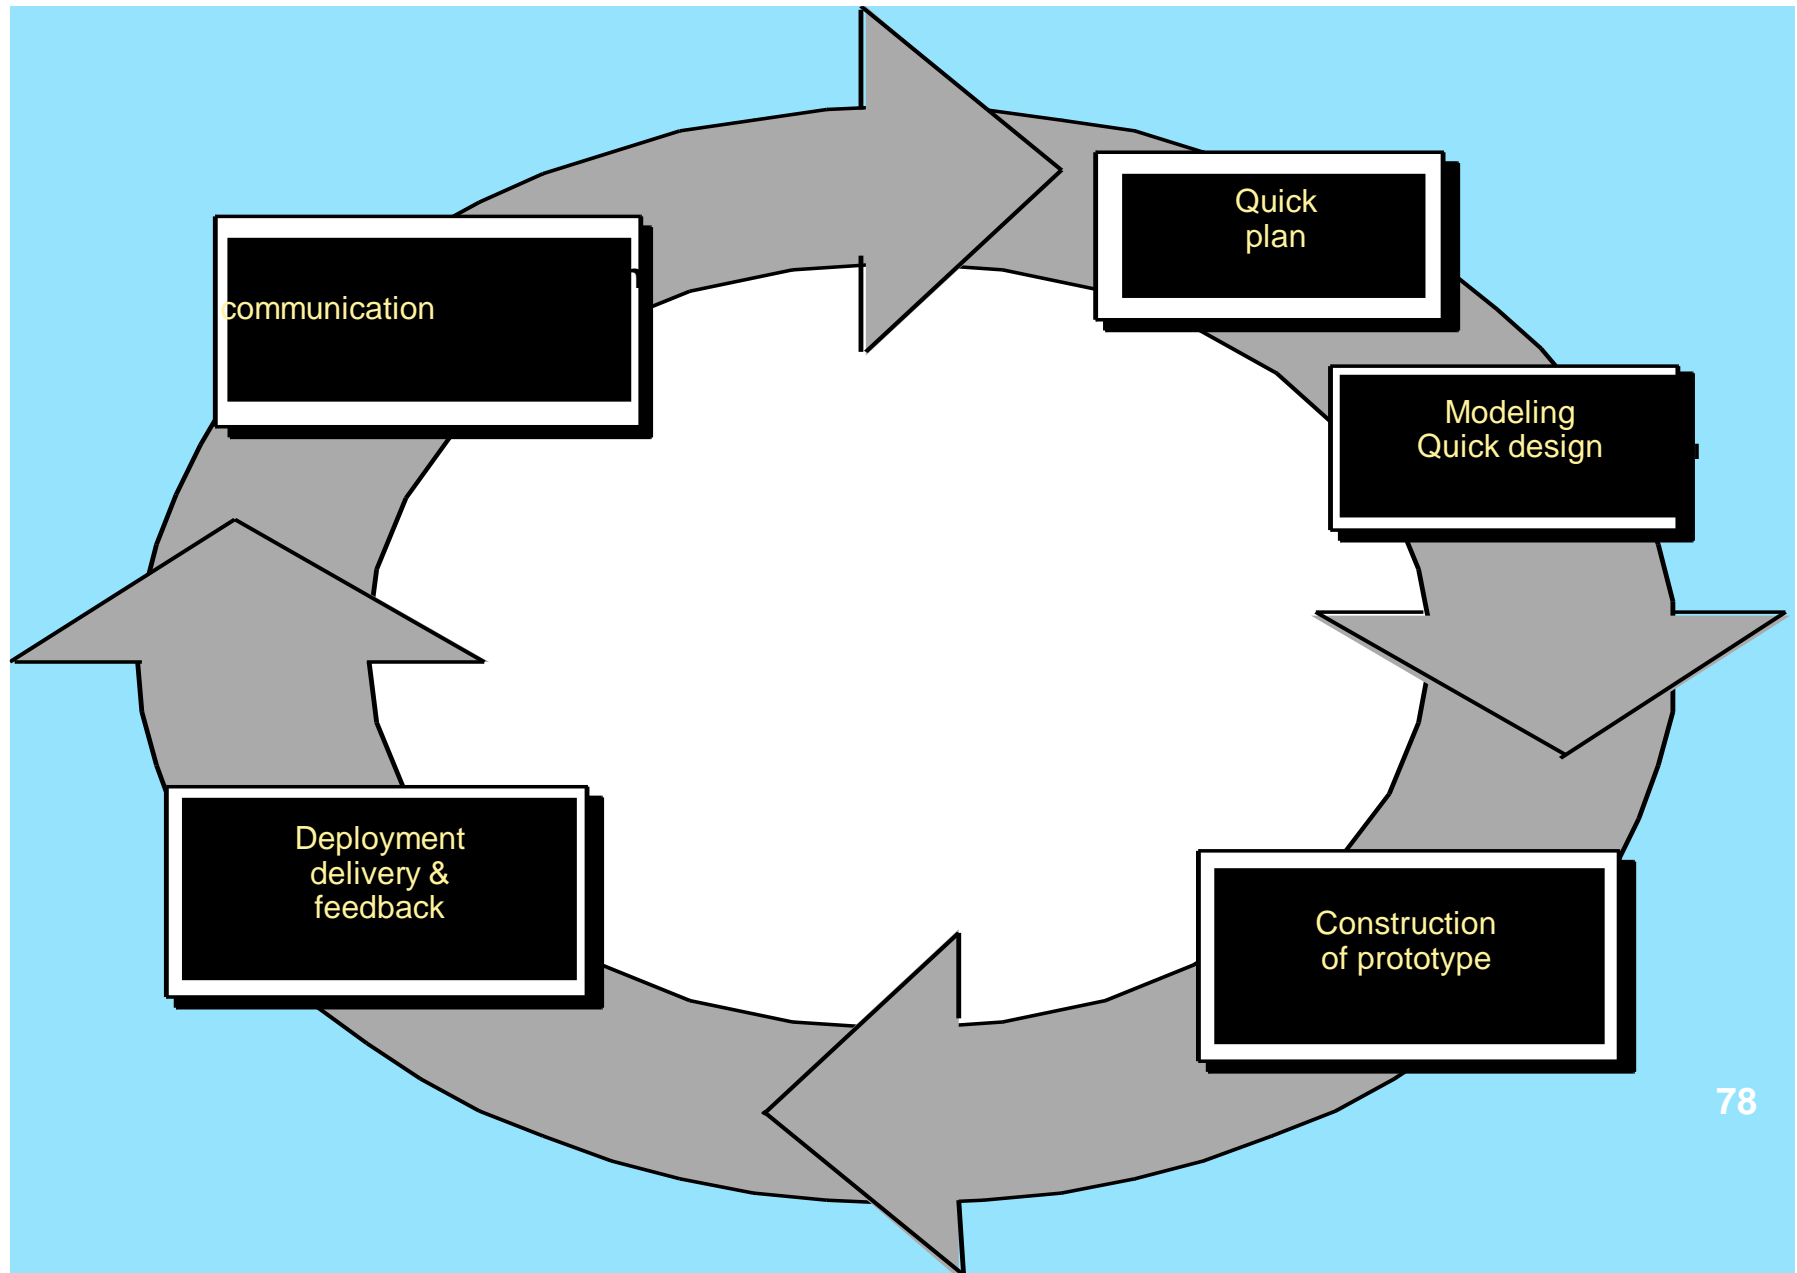 communication
Quick
plan
Modeling
Quick design
Construction
of prototype
Deployment
delivery &
feedback
78